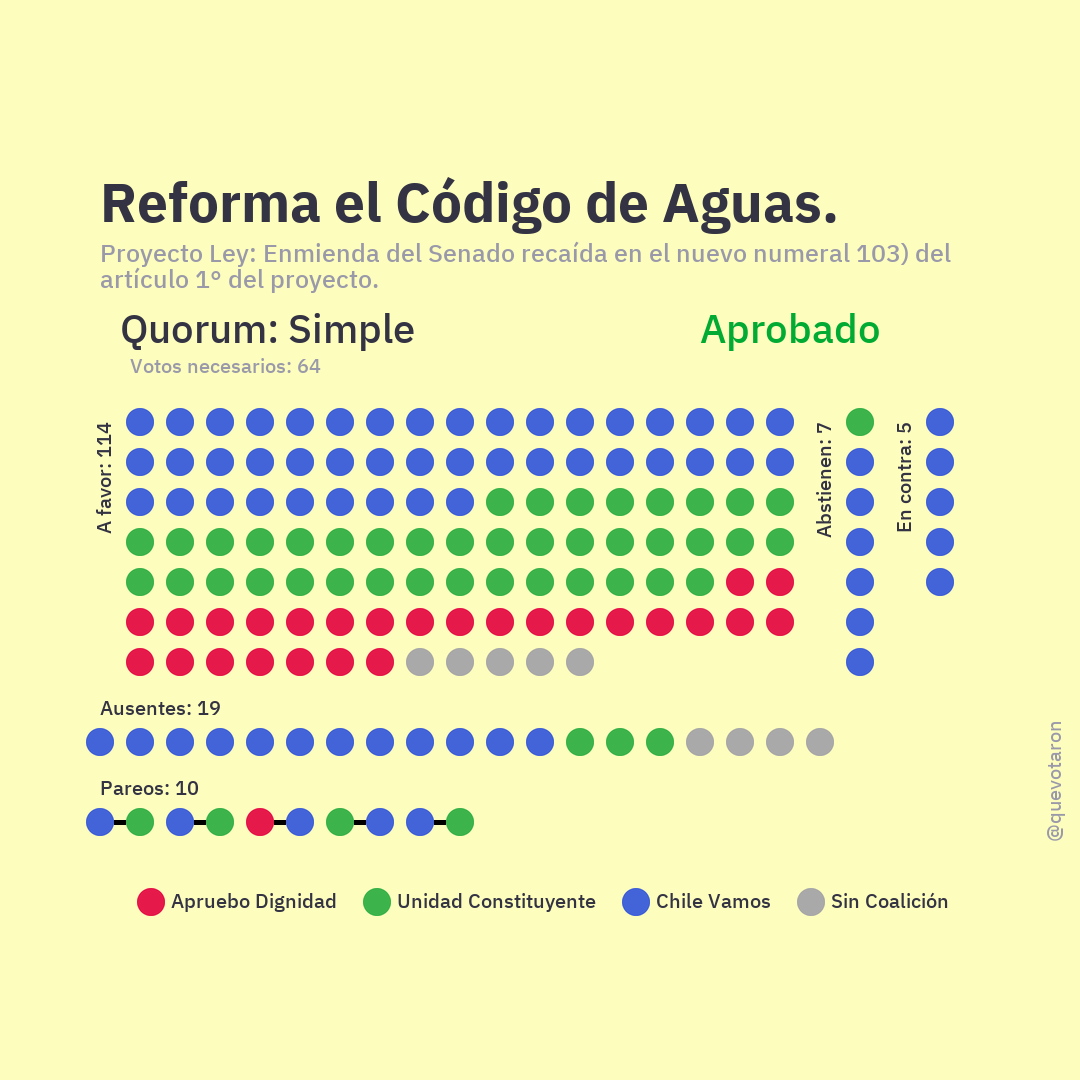 Reforma el Código de Aguas.
Proyecto Ley: Enmienda del Senado recaída en el nuevo numeral 103) del
artículo 1° del proyecto.
Quorum: Simple
Aprobado
Votos necesarios: 64
A favor: 114
Abstienen: 7
En contra: 5
Ausentes: 19
Pareos: 10
@quevotaron
Apruebo Dignidad
Unidad Constituyente
Chile Vamos
Sin Coalición